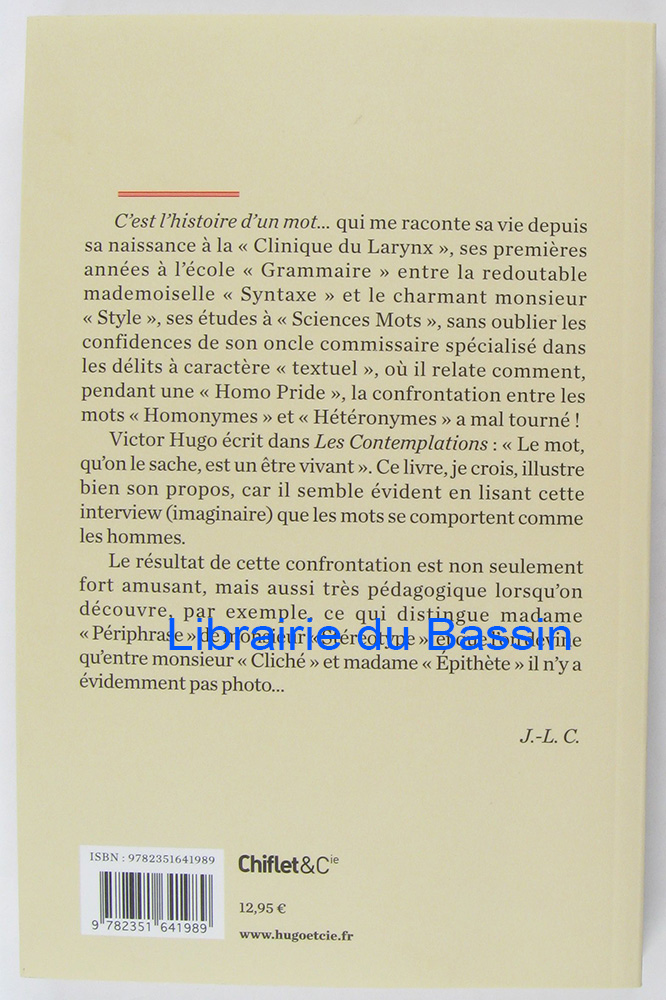 C'est l'histoire d'un mot... qui me raconte sa vie depuis
sa naissance à la « Clinique du Larynx », ses premières
années à l'école « Grammaire » entre la redoutable
mademoiselle « Syntaxe » et le charmant monsieur
« Style », ses études à « Sciences Mots », sans oublier les
confidences de son oncle commissaire spécialisé dans
les délits à caractère « textuel », où il relate comment,
pendant une « Homo Pride », la confrontation entre les
mots « Homonymes » et « Hétéronymes » a mal tourné !
Victor Hugo écrit dans Les Contemplations : « Le mot,
qu'on le sache, est un être vivant ». Ce livre, je crois, illustre
bien son propos, car il semble évident en lisant cette
interview (imaginaire) que les mots se comportent comme
les hommes.
Le résultat de cette confrontation est non seulement
fort amusant, mais aussi très pédagogique lorsqu'on
découvre, par exemple, ce qui distingue madame
« Périphrase » de monsieur « Stéréotype » et que l'on devine
Librairie du Bassin
qu'entre monsieur « Cliché » et madame « Épithète » il n'y a
évidemment pas photo...
J.-L. C.
ISBN : 9782351641989
9 782351 641989
Chiflet&Cie
12,95 €
www.hugoetcie.fr